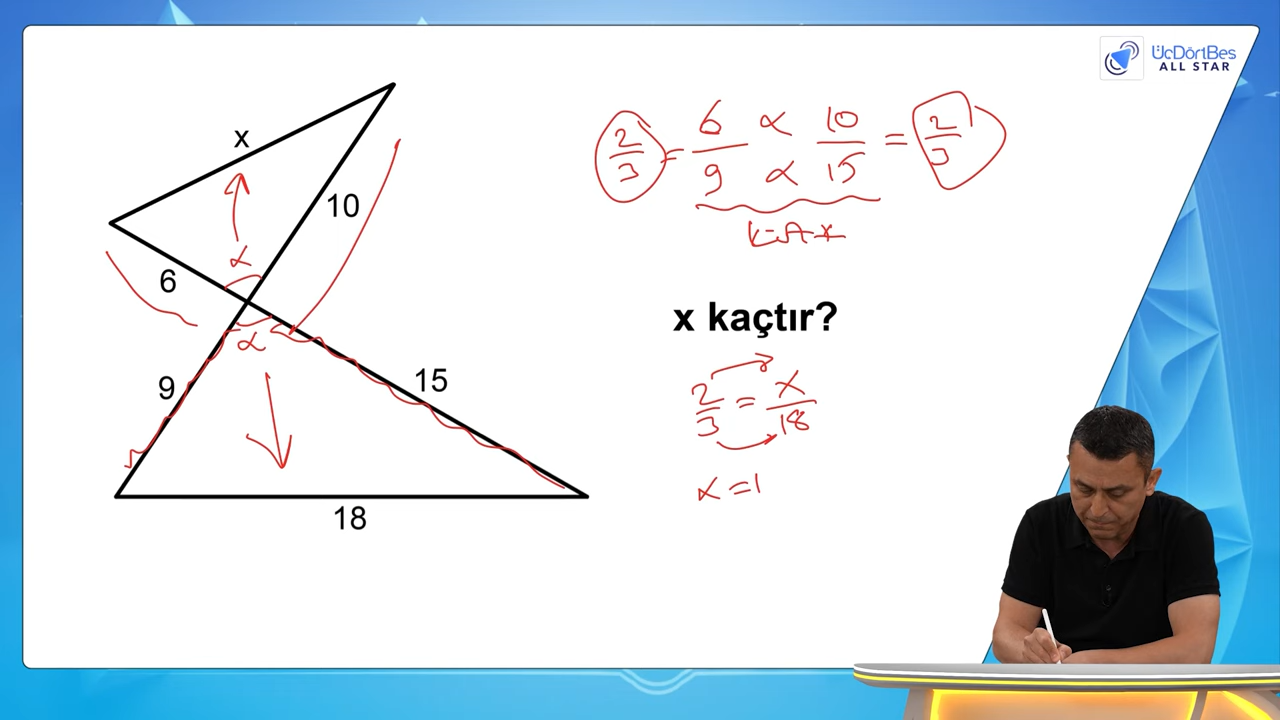 ÜçDörtBeş
ALL STAR
x
10
6
α
α
9
15
18
2/3 = 6/9 α α 10/15 = 2/3
K-A-K
x kaçtır?
2/3 = x/18
x = 1